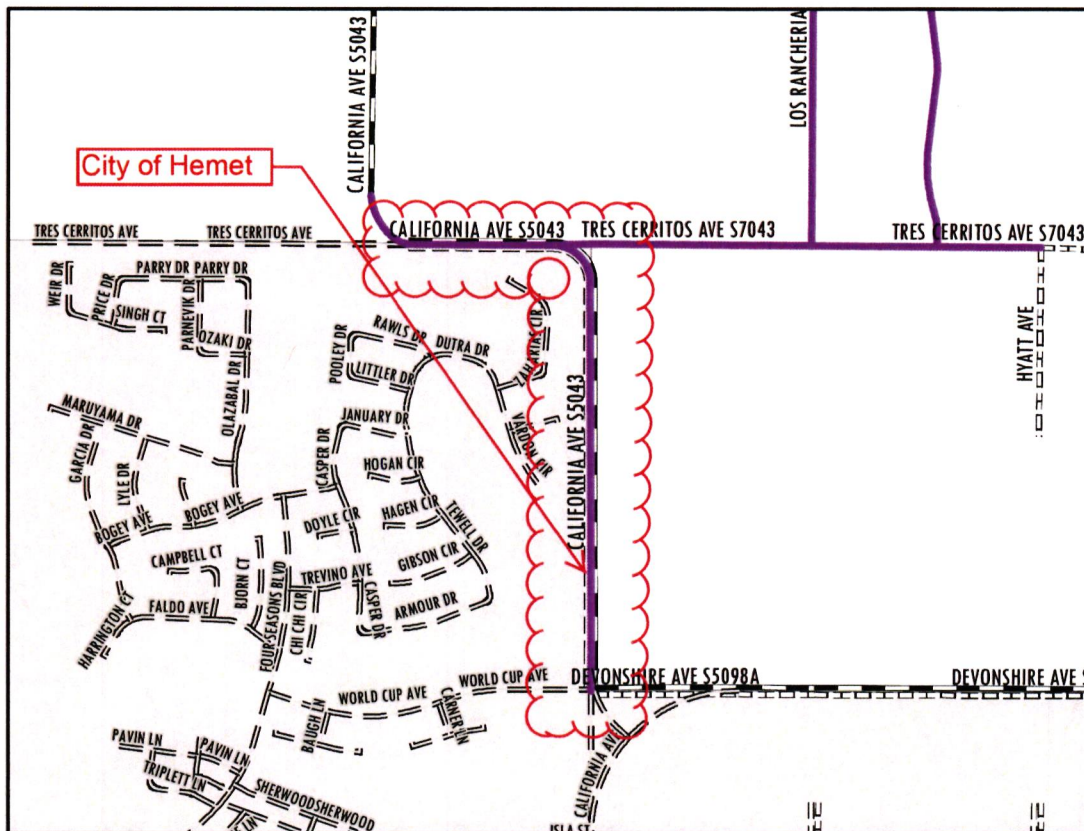 CALIFORNIA AVE S5043
LOS RANCHERIA
City of Hemet
TRES CERRITOS AVE
TRES CERRITOS AVE
CALIFORNIA AVE S5043
TRES CERRITOS AVE S7043
TRES CERRITOS AVE S7043
WEIR DR
PRICE DR
PARRY DR
PARRY DR
SINGH CT
PARNEVIK DR
OZAKI DR
OLAZABAL DR
POOLEY DR
RAWLS DR
DUTRA DR
LITTLER DR
ZAHARIAS CIR
VARDON CIR
CALIFORNIA AVE S5043
HYATT AVE
MARUYAMA DR
GARCIA DR
LYLE DR
JANUARY DR
CASPER DR
HOGAN CIR
BOGEY AVE
BOGEY AVE
DOYLE CIR
HAGEN CIR
TEWELL DR
GIBSON CIR
CAMPBELL CT
BJORN CT
FOUR SEASONS BLVD
TREVINO AVE
CHI CHI CIR
CASPER DR
ARMOUR DR
FALDO AVE
HARRINGTON CT
WORLD CUP AVE
WORLD CUP AVE
DEVONSHIRE AVE S5098A
DEVONSHIRE AVE S
BAUGH LN
CARNER LN
PAVIN LN
PAVIN LN
TRIPLETT LN
SHERWOOD
SHERWOOD
LN
CALIFORNIA AVE
ISLA ST